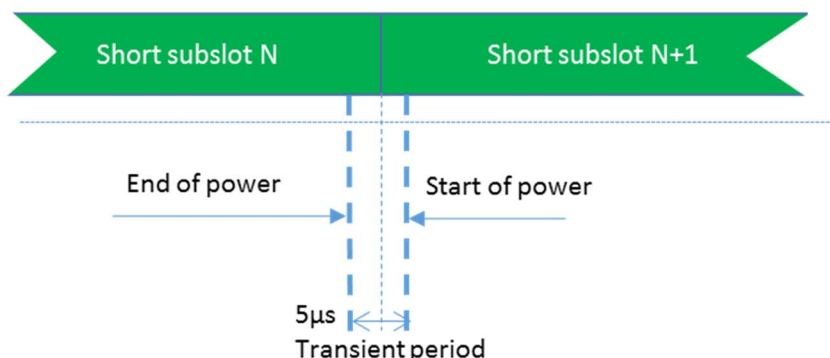 Short subslot N
Short subslot N+1
End of power
Start of power
5µs
Transient period